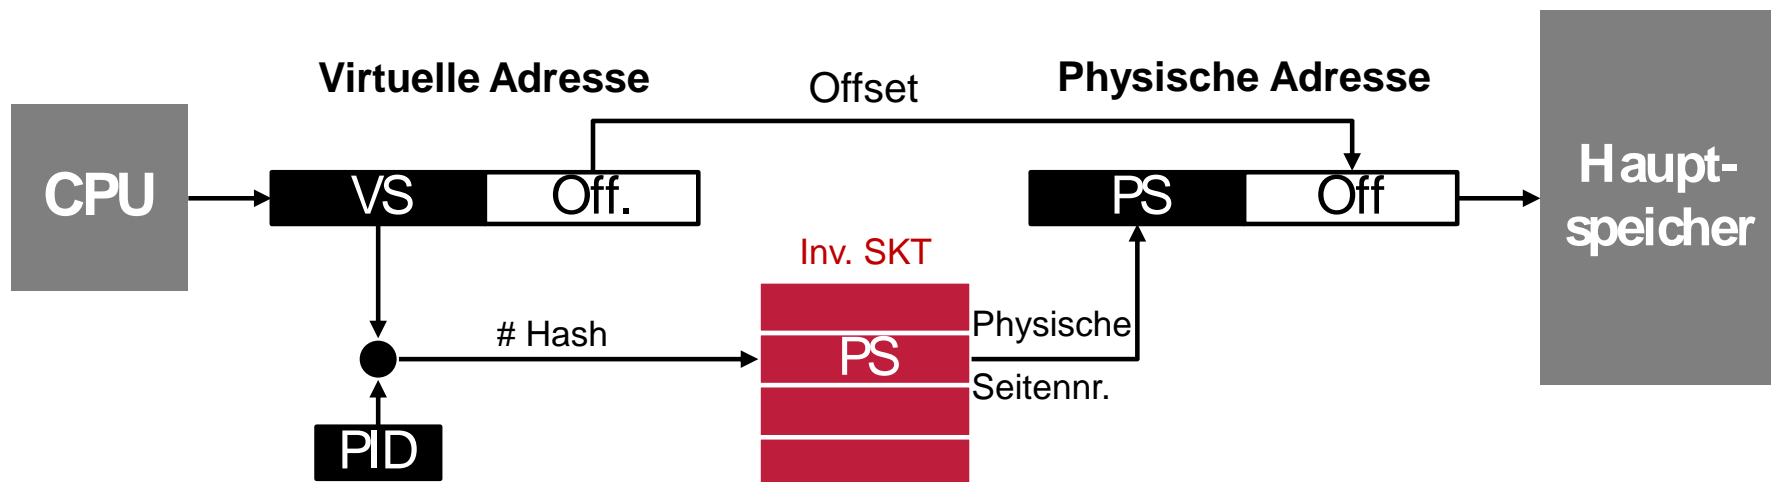 Virtuelle Adresse
Offset
Physische Adresse
CPU
VS
Off.
PS
Off
Haupt-
speicher
Inv. SKT
# Hash
PS
Physische
Seitennr.
PID